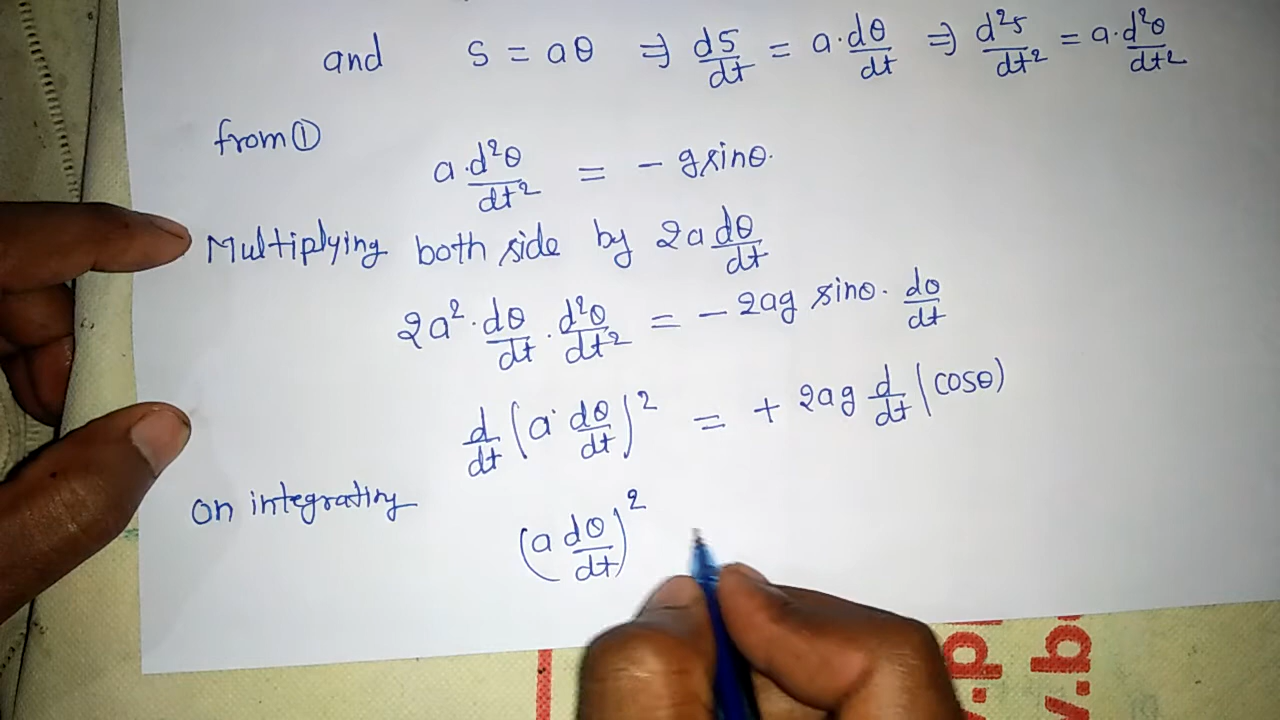 and S = aθ ⇒ ds/dt = a·dθ/dt ⇒ d²s/dt² = a·d²θ/dt²
from ①
a·d²θ/dt² = - g sinθ.
Multiplying both side by 2a dθ/dt
2a²·dθ/dt·d²θ/dt² = - 2ag sinθ· dθ/dt
d/dt (a· dθ/dt)² = + 2ag d/dt (cosθ)
On integrating
(a dθ/dt)²